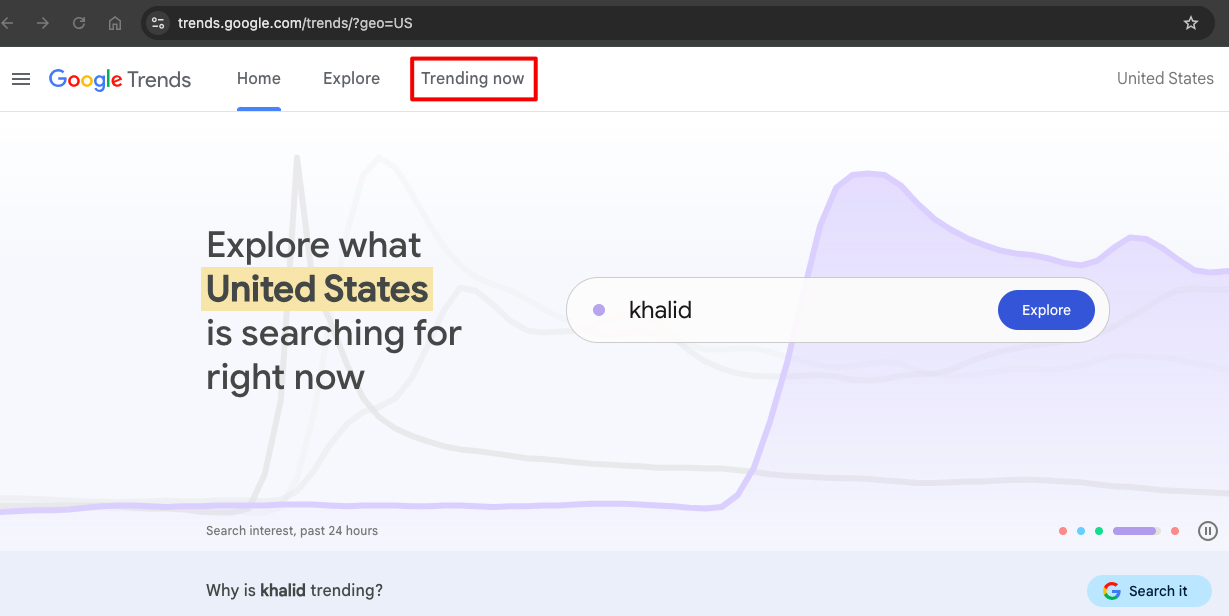 trends.google.com/trends/?geo=US
Google Trends
Home
Explore
Trending now
United States
Explore what
United States
is searching for
right now
khalid
Explore
Search interest, past 24 hours
Why is khalid trending?
Search it